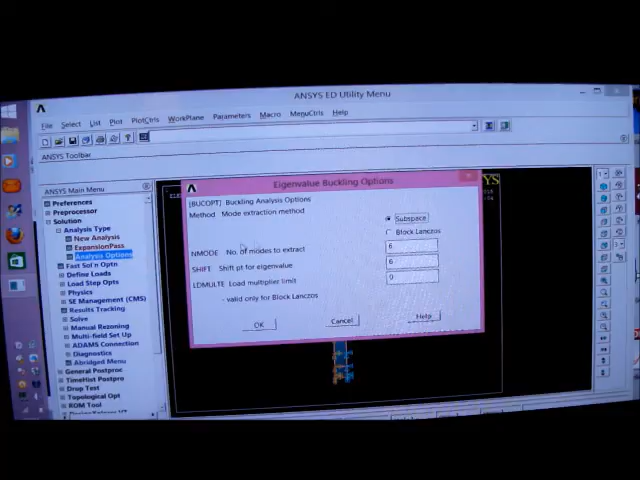 ANSYS ED Utility Menu
File Select List Plot PlotCtrls WorkPlane Parameters Macro MenuCtrls Help
ANSYS Toolbar
ANSYS Main Menu
Preferences
Preprocessor
Solution
Analysis Type
New Analysis
ExpansionPass
Analysis Options
Fast Sol'n Optn
Define Loads
Load Step Opts
Physics
SE Management (CMS)
Results Tracking
Solve
Manual Rezoning
Multi-field Set Up
ADAMS Connection
Diagnostics
Abridged Menu
General Postproc
TimeHist Postpro
Drop Test
Topological Opt
ROM Tool
Eigenvalue Buckling Options
[BUCOPT] Buckling Analysis Options
Method Mode extraction method
Subspace
Block Lanczos
NMODE No. of modes to extract
6
SHIFT Shift pt for eigenvalue
6
LDMULTE Load multiplier limit
0
- valid only for Block Lanczos
OK
Cancel
Help